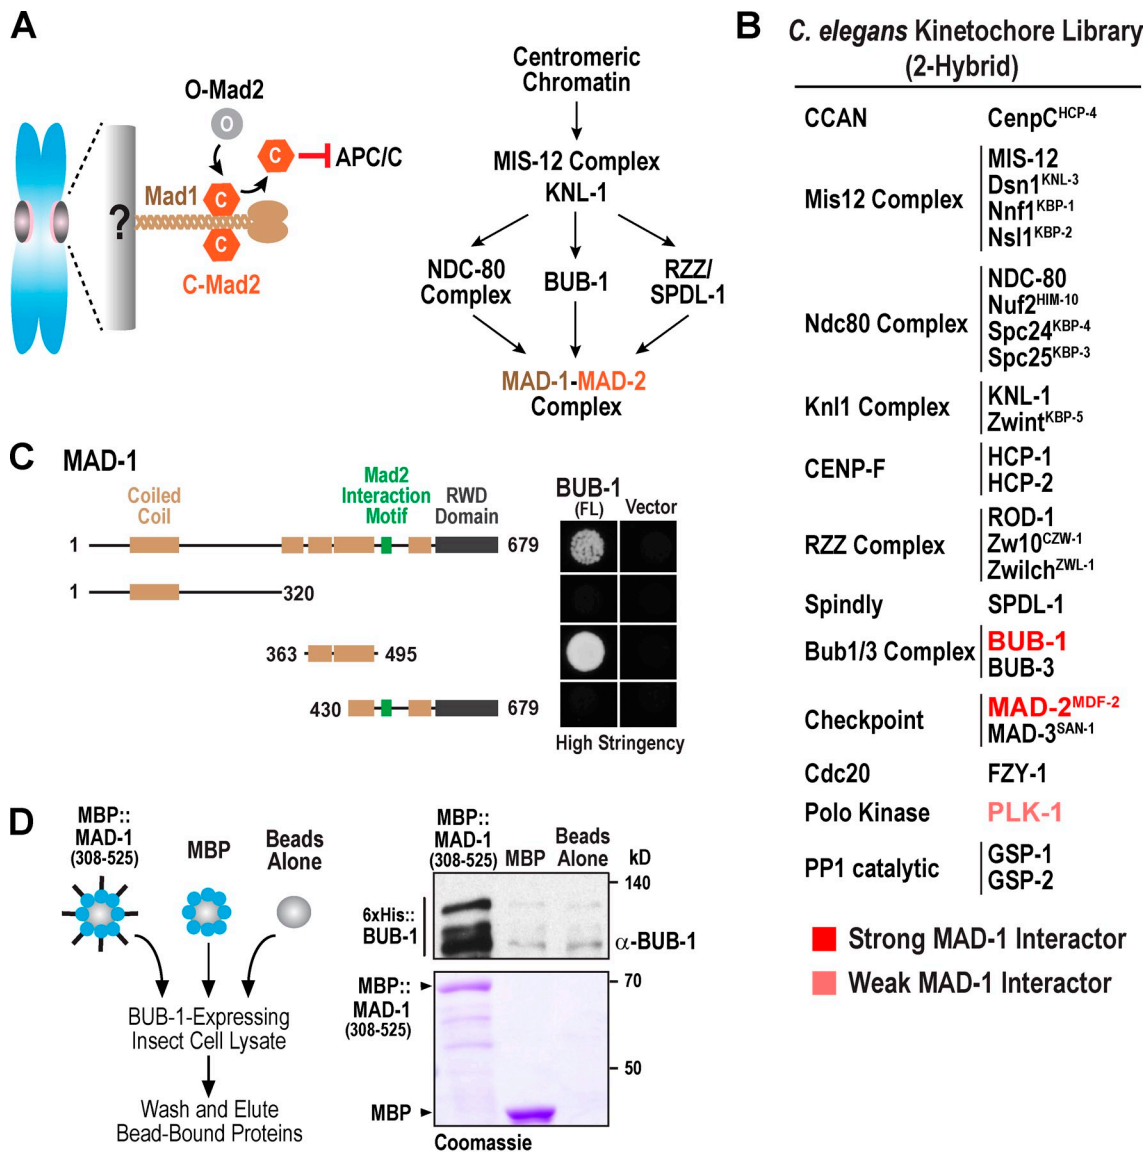 A
O-Mad2
O
C
APC/C
Mad1
C
?
C
C-Mad2
Centromeric
Chromatin
MIS-12 Complex
KNL-1
NDC-80
Complex
BUB-1
RZZ/
SPDL-1
MAD-1-MAD-2
Complex
B
C. elegans Kinetochore Library
(2-Hybrid)
CCAN
CenpC^HCP-4
Mis12 Complex
MIS-12
Dsn1^KNL-3
Nnf1^KBP-1
Nsl1^KBP-2
Ndc80 Complex
NDC-80
Nuf2^HIM-10
Spc24^KBP-4
Spc25^KBP-3
Knl1 Complex
KNL-1
Zwint^KBP-5
CENP-F
HCP-1
HCP-2
RZZ Complex
ROD-1
Zw10^CZW-1
Zwilch^ZWL-1
Spindly
SPDL-1
Bub1/3 Complex
BUB-1
BUB-3
Checkpoint
MAD-2^MDF-2
MAD-3^SAN-1
Cdc20
FZY-1
Polo Kinase
PLK-1
PP1 catalytic
GSP-1
GSP-2
Strong MAD-1 Interactor
Weak MAD-1 Interactor
C
MAD-1
Coiled
Coil
Mad2
Interaction
Motif
RWD
Domain
BUB-1
(FL)
Vector
1
679
1
320
363
495
430
679
High Stringency
D
MBP::
MAD-1
(308-525)
MBP
Beads
Alone
BUB-1-Expressing
Insect Cell Lysate
Wash and Elute
Bead-Bound Proteins
MBP::
MAD-1
(308-525)
MBP
Beads
Alone
kD
140
6xHis::
BUB-1
α-BUB-1
MBP::
MAD-1
(308-525)
70
50
MBP
Coomassie